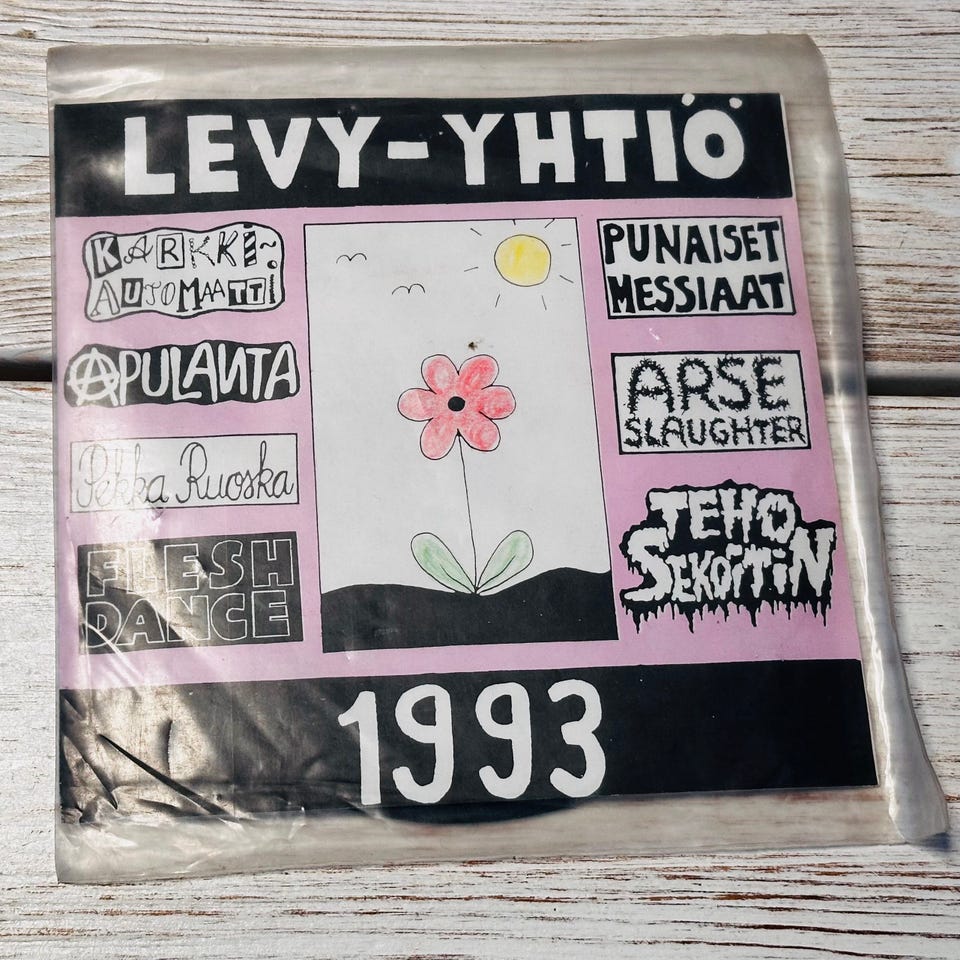 LEVY-YHTIÖ
KARKKI-
AUTOMAATTI
APULANTA
Pekka Ruoska
FLESH
DANCE
PUNAISET
MESSIAAT
ARSE
SLAUGHTER
TEHO
SEKOITIN
1993